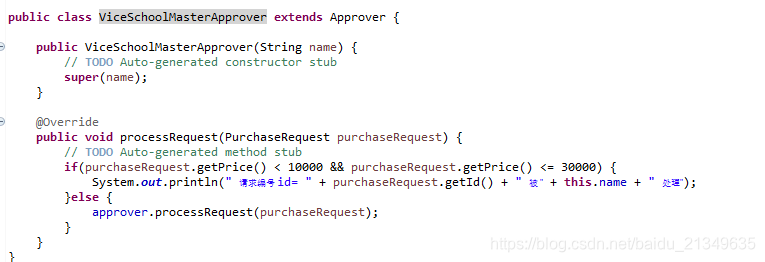 public class ViceSchoolMasterApprover extends Approver {
public ViceSchoolMasterApprover(String name) {
// TODO Auto-generated constructor stub
super(name);
}
@Override
public void processRequest(PurchaseRequest purchaseRequest) {
// TODO Auto-generated method stub
if(purchaseRequest.getPrice() < 10000 && purchaseRequest.getPrice() <= 30000) {
System.out.println(" 请求编号 id= " + purchaseRequest.getId() + " 被" + this.name + " 处理");
}else {
approver.processRequest(purchaseRequest);
}
}
}
https://blog.csdn.net/baidu_21349635